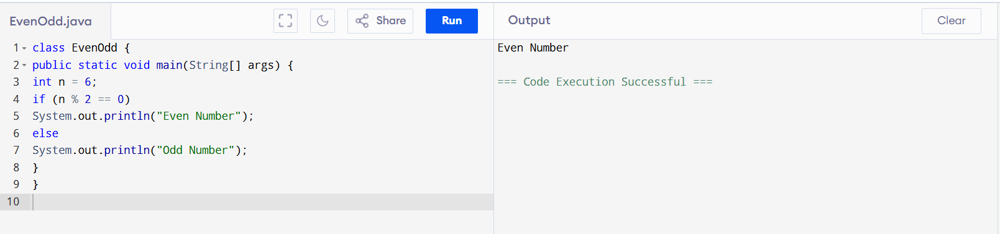 EvenOdd.java
Share
Run
Output
Clear
1 class EvenOdd {
2 public static void main(String[] args) {
3 int n = 6;
4 if (n % 2 == 0)
5 System.out.println("Even Number");
6 else
7 System.out.println("Odd Number");
8 }
9 }
10
Even Number
=== Code Execution Successful ===